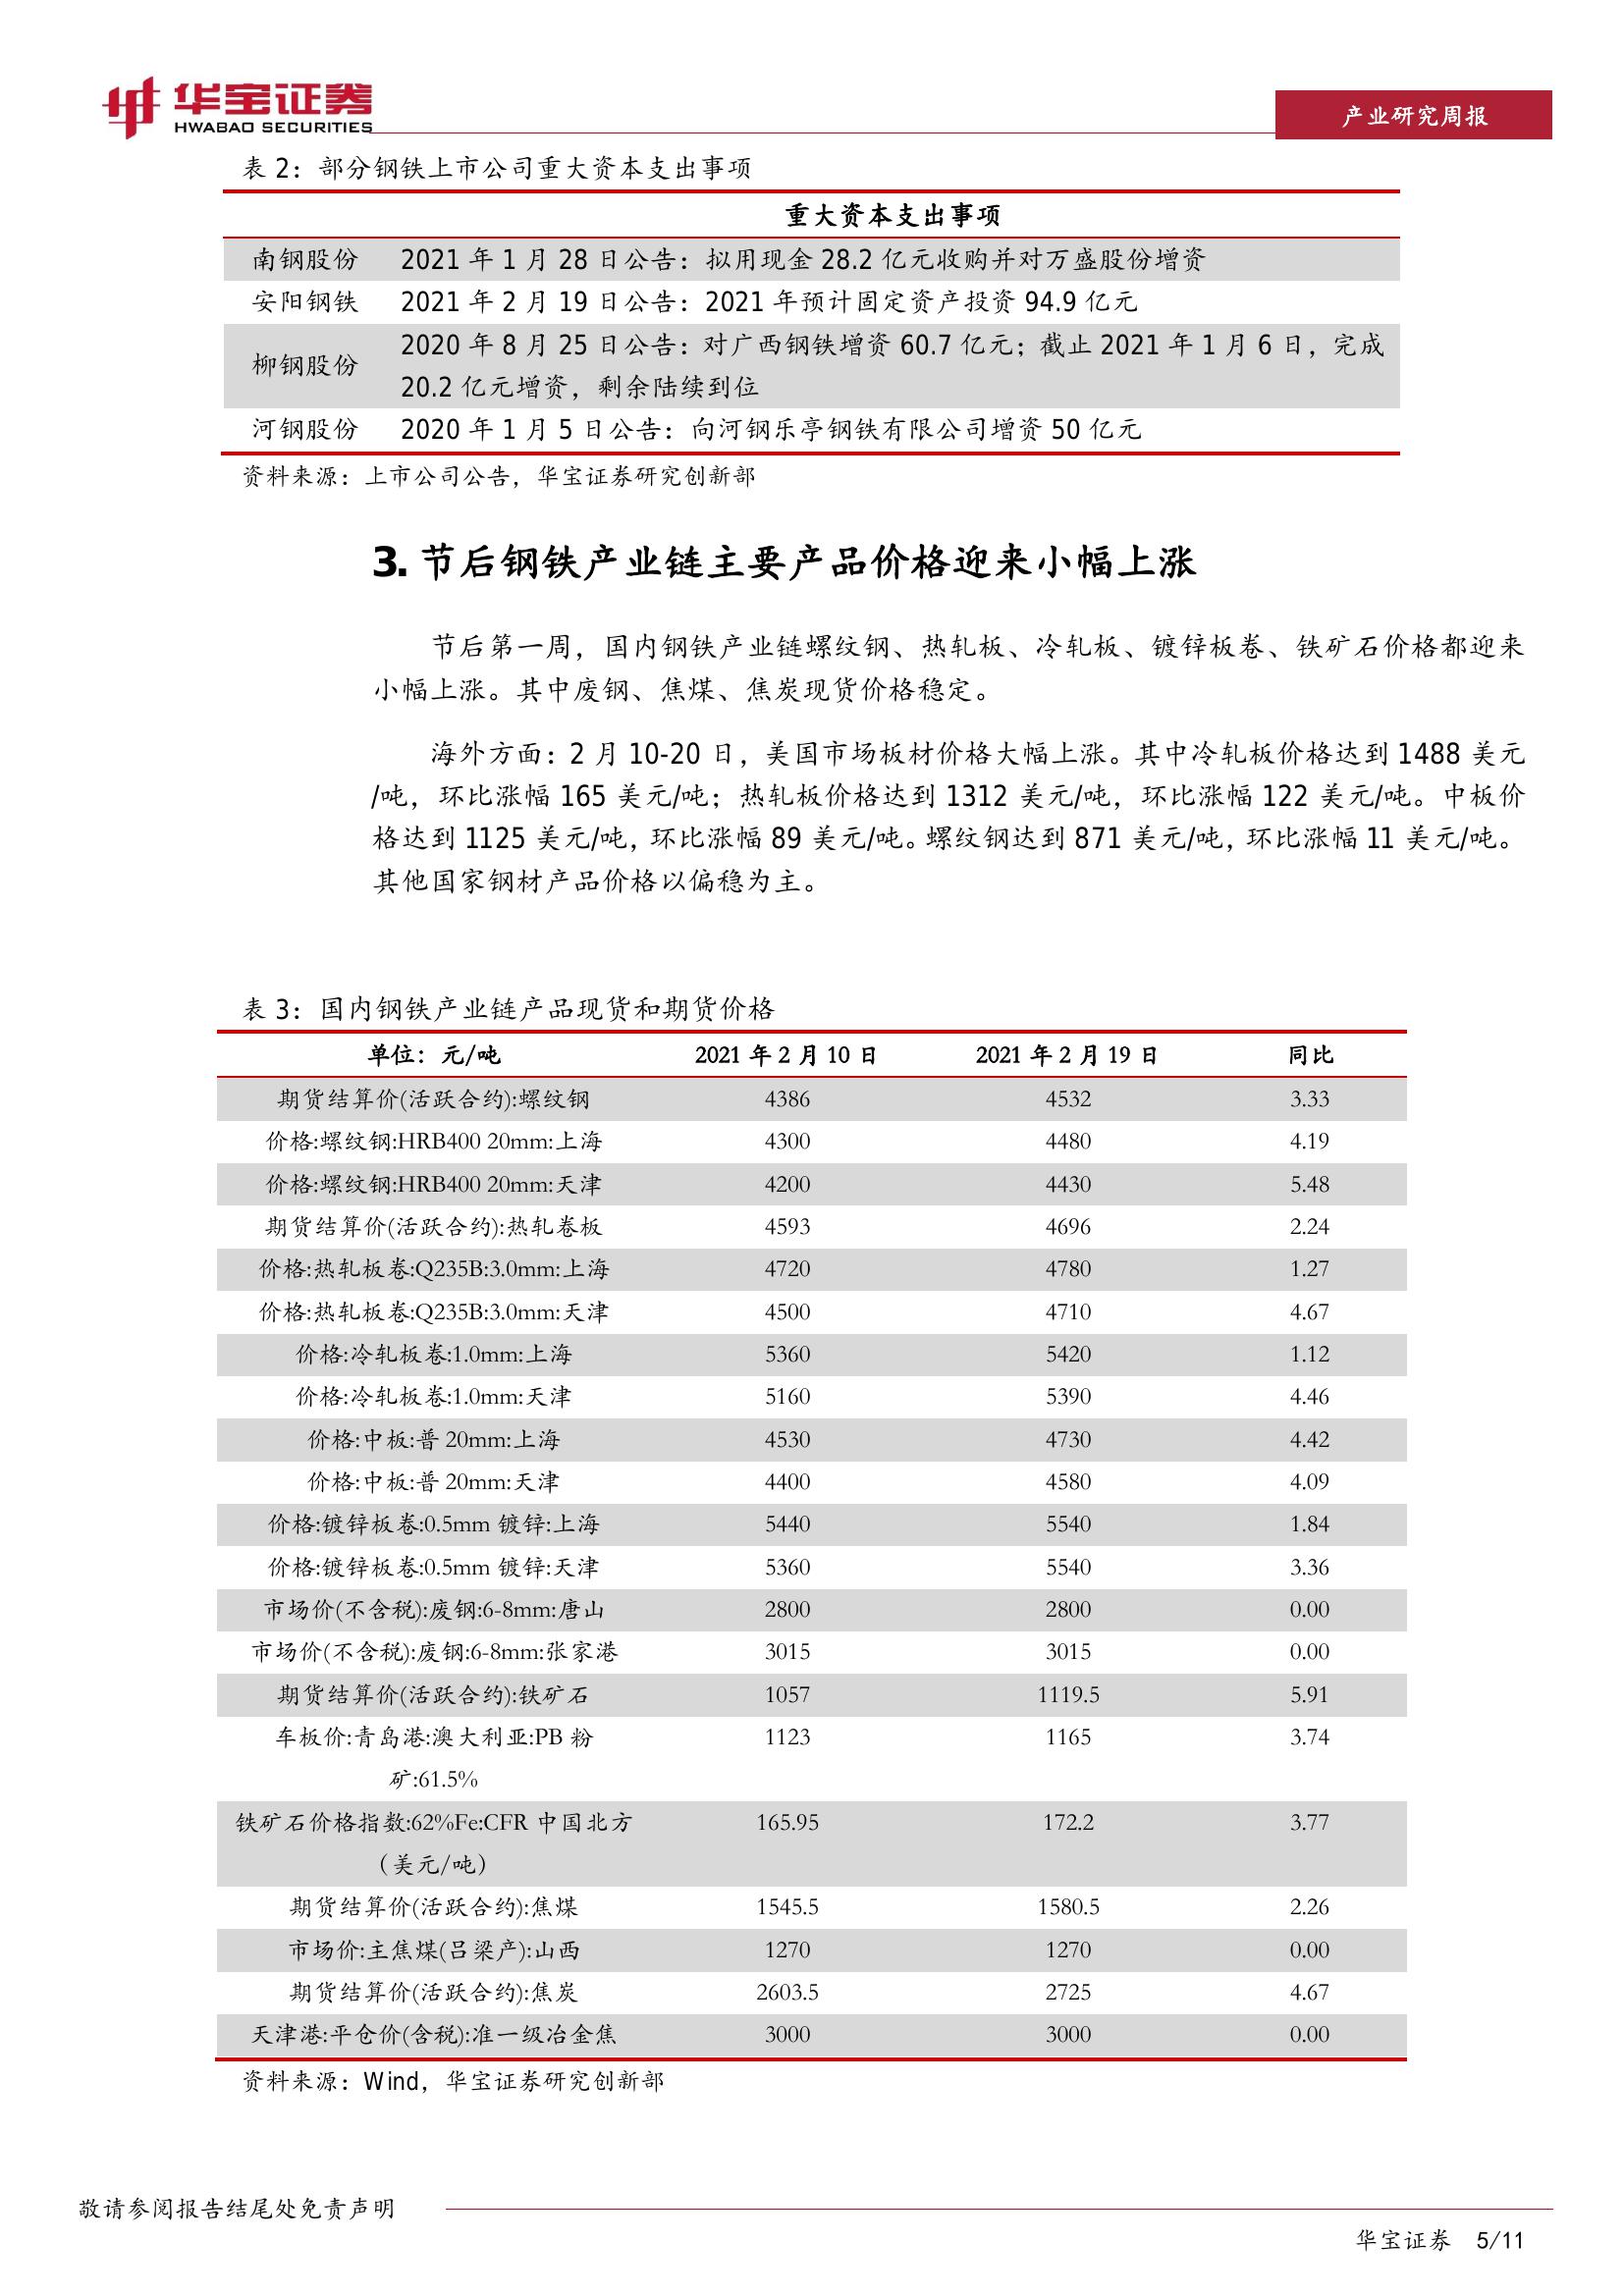 华宝证券
HWABAO SECURITIES
产业研究周报
表 2：部分钢铁上市公司重大资本支出事项
重大资本支出事项
南钢股份 2021 年 1 月 28 日公告：拟用现金 28.2 亿元收购并对万盛股份增资
安阳钢铁 2021 年 2 月 19 日公告：2021 年预计固定资产投资 94.9 亿元
柳钢股份 2020 年 8 月 25 日公告：对广西钢铁增资 60.7 亿元；截止 2021 年 1 月 6 日，完成
20.2 亿元增资，剩余陆续到位
河钢股份 2020 年 1 月 5 日公告：向河钢乐亭钢铁有限公司增资 50 亿元
资料来源：上市公司公告，华宝证券研究创新部
3. 节后钢铁产业链主要产品价格迎来小幅上涨
节后第一周，国内钢铁产业链螺纹钢、热轧板、冷轧板、镀锌板卷、铁矿石价格都迎来
小幅上涨。其中废钢、焦煤、焦炭现货价格稳定。
海外方面：2 月 10-20 日，美国市场板材价格大幅上涨。其中冷轧板价格达到 1488 美元
/吨，环比涨幅 165 美元/吨；热轧板价格达到 1312 美元/吨，环比涨幅 122 美元/吨。中板价
格达到 1125 美元/吨，环比涨幅 89 美元/吨。螺纹钢达到 871 美元/吨，环比涨幅 11 美元/吨。
其他国家钢材产品价格以偏稳为主。
表 3：国内钢铁产业链产品现货和期货价格
单位：元/吨 2021 年 2 月 10 日 2021 年 2 月 19 日 同比
期货结算价(活跃合约):螺纹钢 4386 4532 3.33
价格:螺纹钢:HRB400 20mm:上海 4300 4480 4.19
价格:螺纹钢:HRB400 20mm:天津 4200 4430 5.48
期货结算价(活跃合约):热轧卷板 4593 4696 2.24
价格:热轧板卷:Q235B:3.0mm:上海 4720 4780 1.27
价格:热轧板卷:Q235B:3.0mm:天津 4500 4710 4.67
价格:冷轧板卷:1.0mm:上海 5360 5420 1.12
价格:冷轧板卷:1.0mm:天津 5160 5390 4.46
价格:中板:普 20mm:上海 4530 4730 4.42
价格:中板:普 20mm:天津 4400 4580 4.09
价格:镀锌板卷:0.5mm 镀锌:上海 5440 5540 1.84
价格:镀锌板卷:0.5mm 镀锌:天津 5360 5540 3.36
市场价(不含税):废钢:6-8mm:唐山 2800 2800 0.00
市场价(不含税):废钢:6-8mm:张家港 3015 3015 0.00
期货结算价(活跃合约):铁矿石 1057 1119.5 5.91
车板价:青岛港:澳大利亚:PB 粉 1123 1165 3.74
矿:61.5%
铁矿石价格指数:62%Fe:CFR 中国北方 165.95 172.2 3.77
（美元/吨）
期货结算价(活跃合约):焦煤 1545.5 1580.5 2.26
市场价:主焦煤(吕梁产):山西 1270 1270 0.00
期货结算价(活跃合约):焦炭 2603.5 2725 4.67
天津港:平仓价(含税):准一级冶金焦 3000 3000 0.00
资料来源：Wind，华宝证券研究创新部
敬请参阅报告结尾处免责声明
华宝证券 5/11